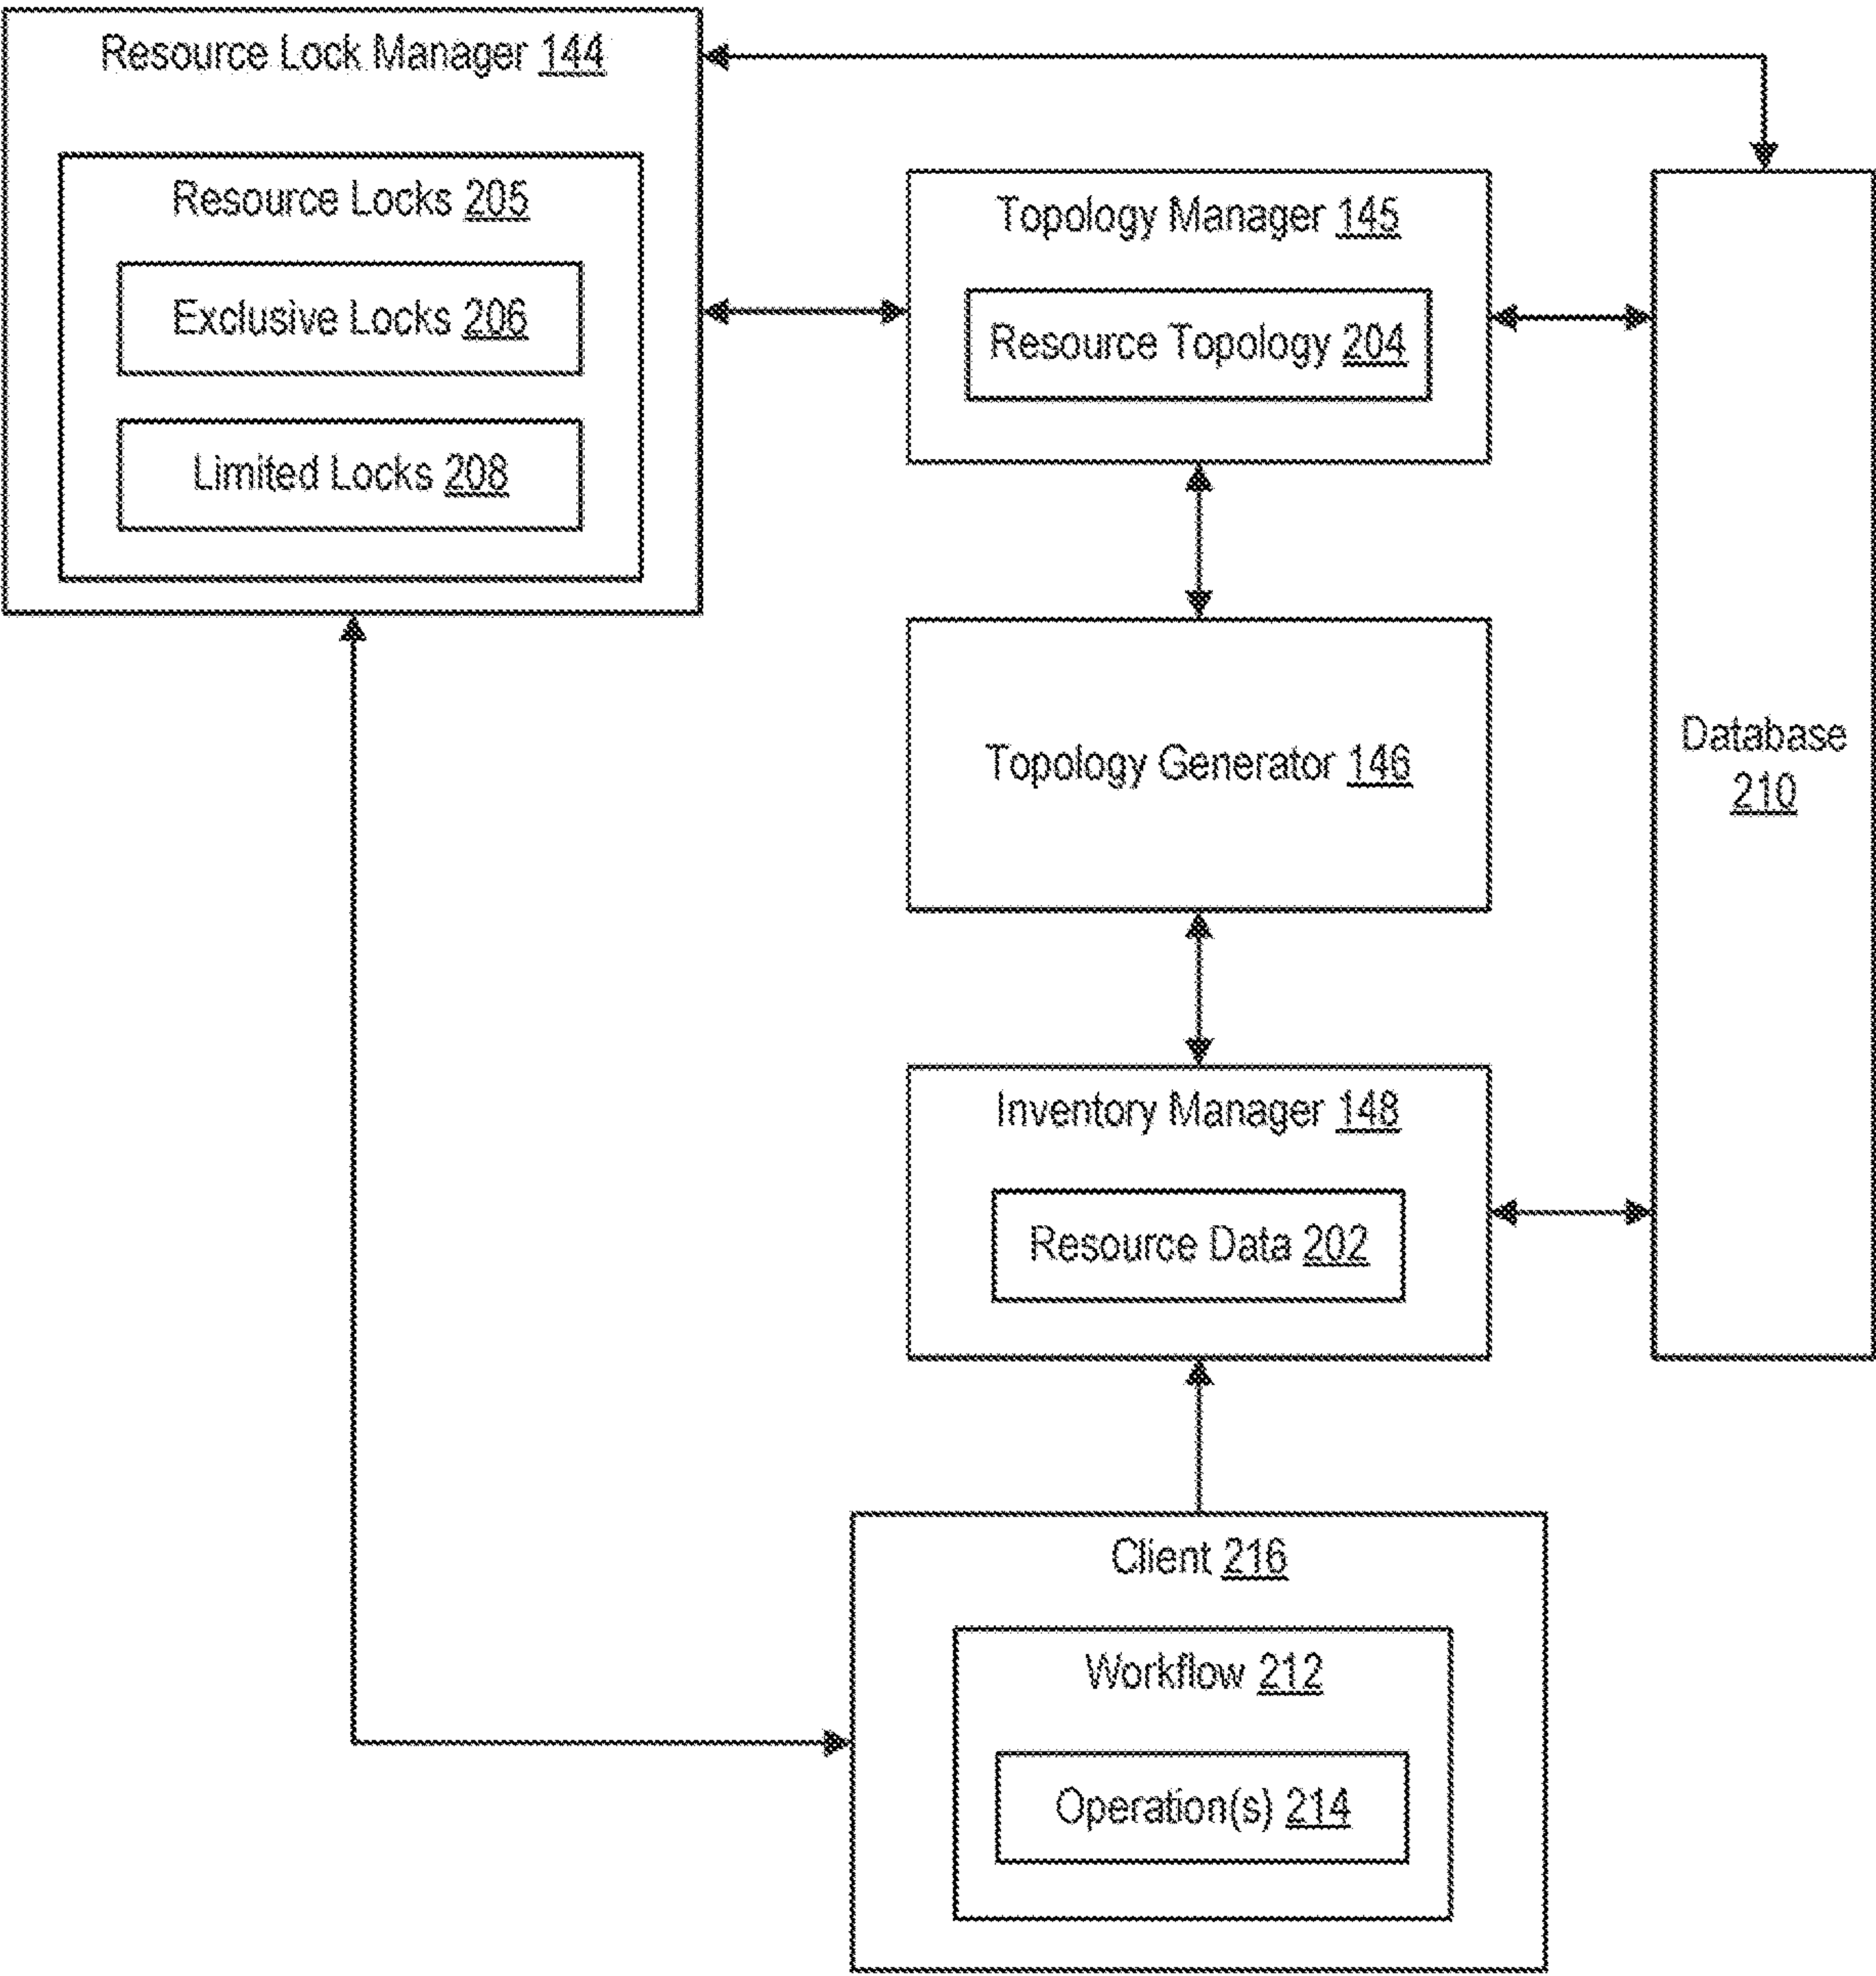 Resource Lock Manager 144
Resource Locks 205
Exclusive Locks 206
Limited Locks 208
Topology Manager 145
Resource Topology 204
Topology Generator 146
Database
210
Inventory Manager 148
Resource Data 202
Client 216
Workflow 212
Operation(s) 214